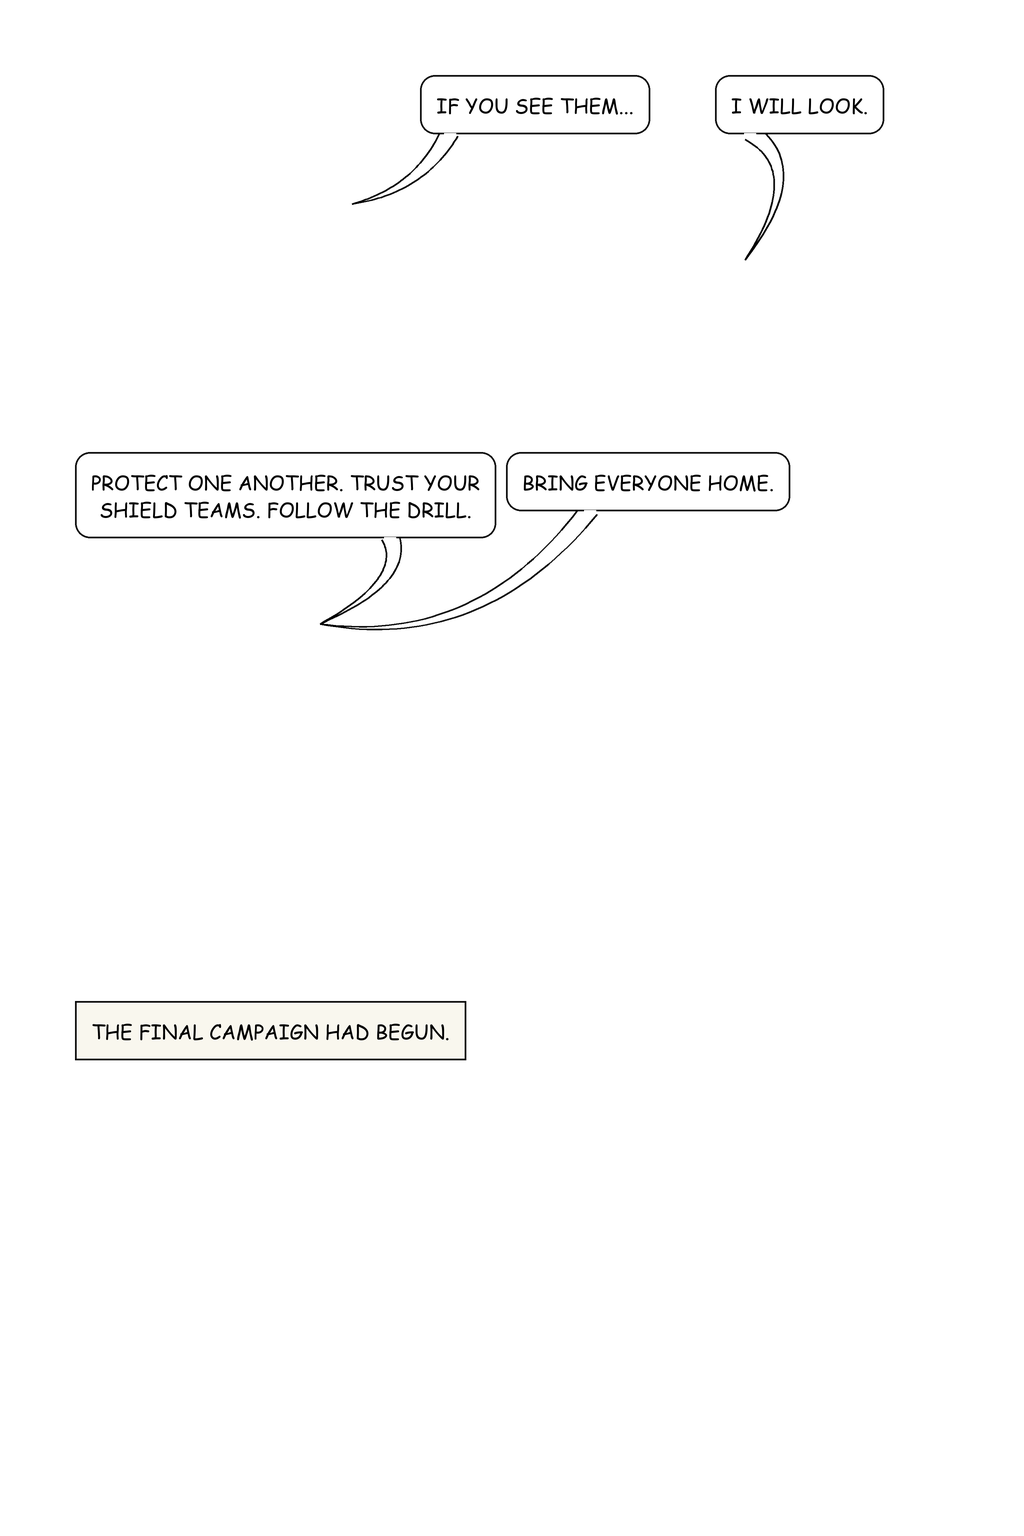 IF YOU SEE THEM...
I WILL LOOK.
PROTECT ONE ANOTHER. TRUST YOUR
SHIELD TEAMS. FOLLOW THE DRILL.
BRING EVERYONE HOME.
THE FINAL CAMPAIGN HAD BEGUN.